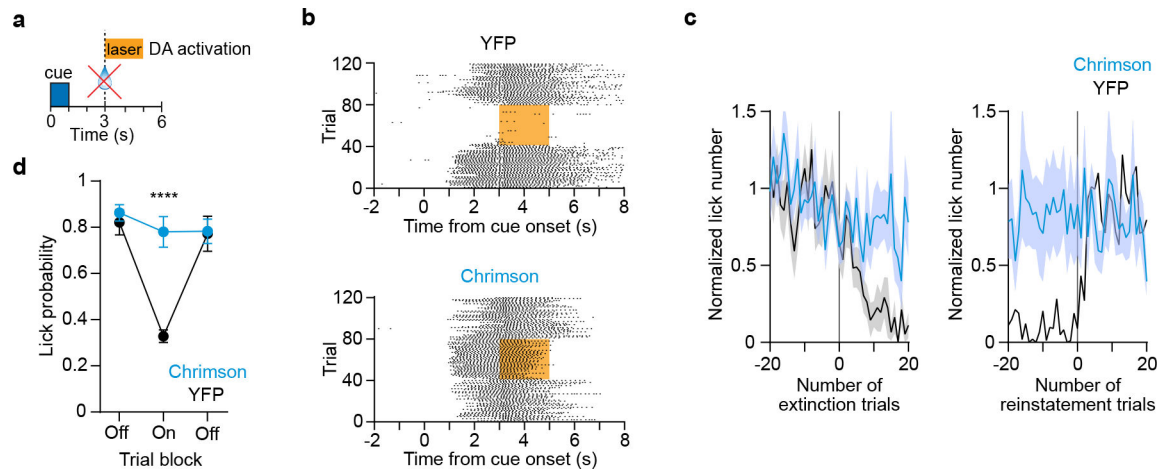 a
laser DA activation
cue
0 3 6
Time (s)
b
YFP
120
80
40
0
Trial
-2 0 2 4 6 8
Time from cue onset (s)
Chrimson
120
80
40
0
Trial
-2 0 2 4 6 8
Time from cue onset (s)
c
Chrimson
YFP
1.5
1
0.5
0
Normalized lick number
-20 0 20
Number of
extinction trials
1.5
1
0.5
0
Normalized lick number
-20 0 20
Number of
reinstatement trials
d
1
0.8
0.6
0.4
0.2
0
Lick probability
****
Chrimson
YFP
Off On Off
Trial block